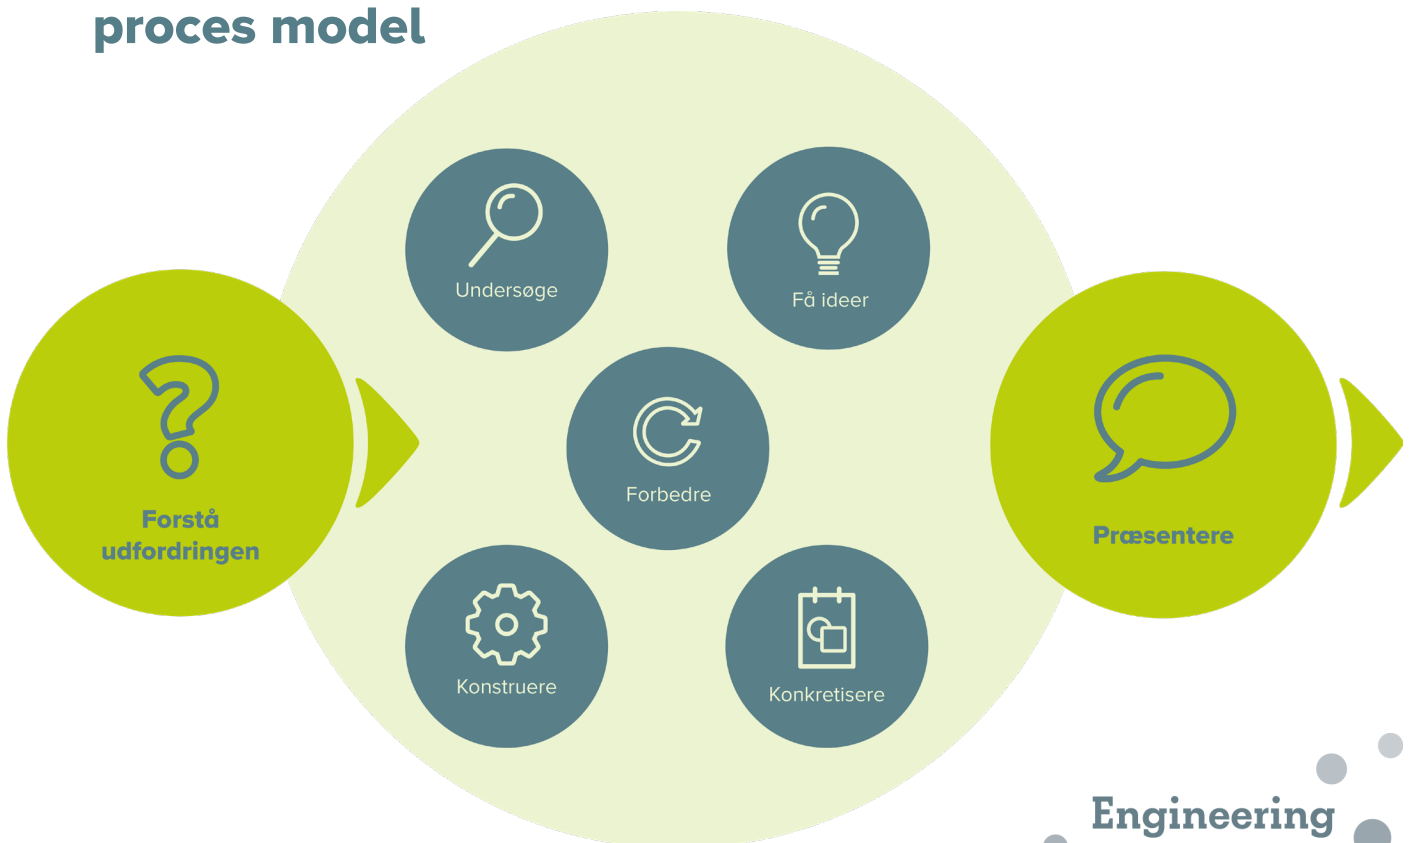 proces model
Undersøge
Få ideer
Forstå
udfordringen
Forbedre
Præsentere
Konstruere
Konkretisere
Engineering